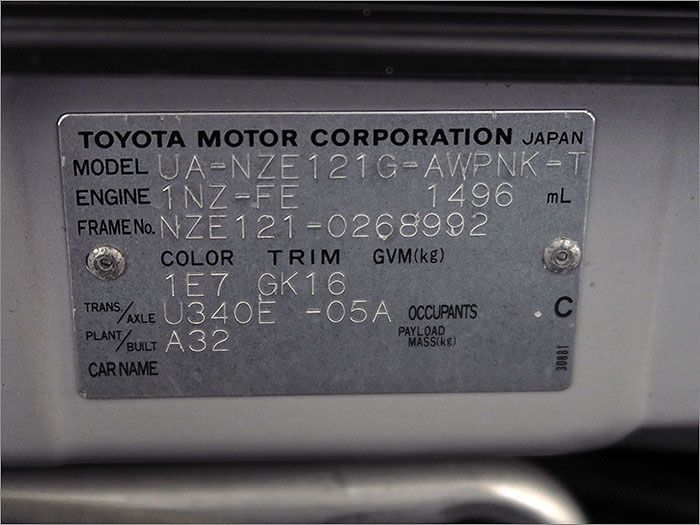 TOYOTA MOTOR CORPORATION JAPAN
MODEL UA-NZE121G-AWPNK-T
ENGINE 1NZ-FE 1496 mL
FRAME No. NZE121-0268992
COLOR TRIM GVM(kg)
1E7 GK16
TRANS./AXLE U340E -05A OCCUPANTS C
PLANT/BUILT A32 PAYLOAD MASS(kg)
CAR NAME
30881